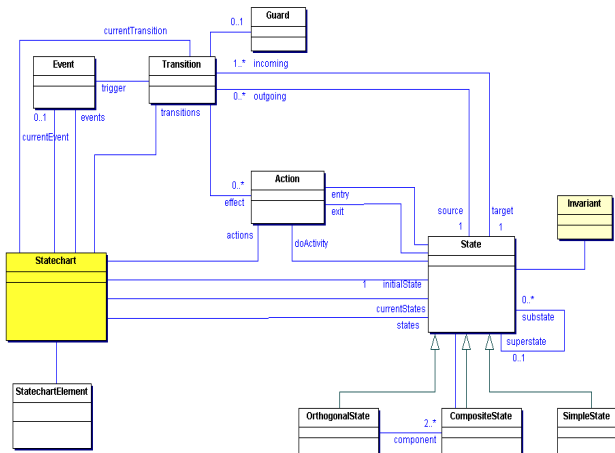 Guard
0..1
currentTransition
Event
Transition
1..* incoming
trigger
0..* outgoing
0..1
events
transitions
currentEvent
Action
0..*
entry
effect
exit
source
target
Invariant
actions
doActivity
1
1
State
Statechart
1
initialState
0..*
currentStates
substate
states
superstate
0..1
StatechartElement
OrthogonalState
CompositeState
SimpleState
2..*
component